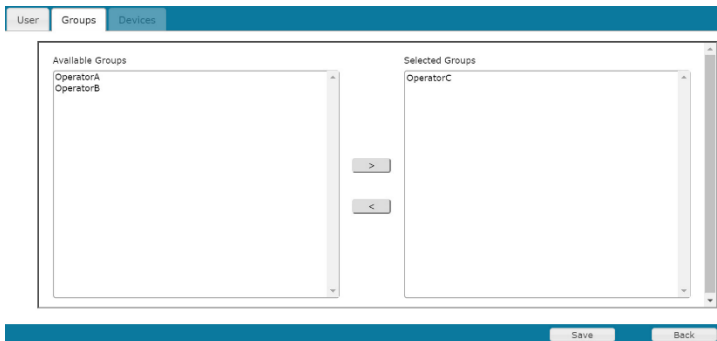 User Groups Devices
Available Groups Selected Groups
OperatorA OperatorC
OperatorB
>
<
Save Back